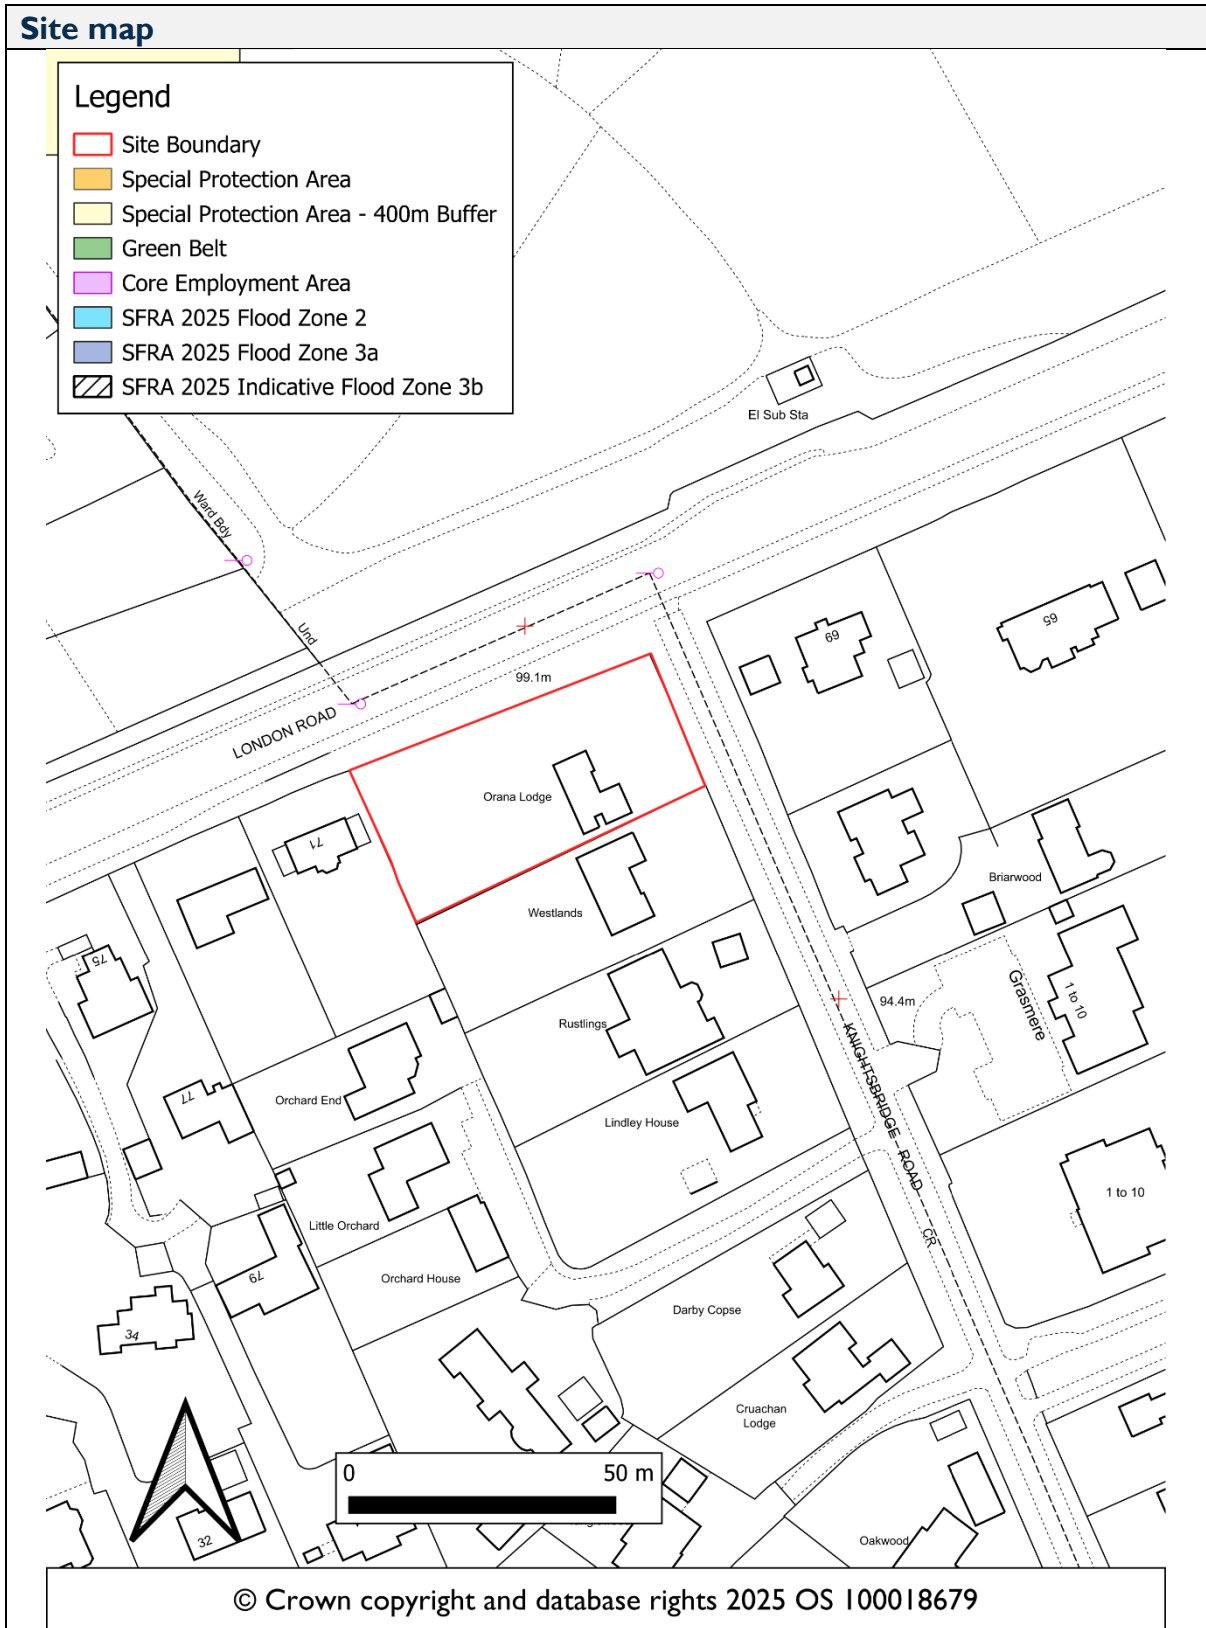 Site map
Legend
Site Boundary
Special Protection Area
Special Protection Area - 400m Buffer
Green Belt
Core Employment Area
SFRA 2025 Flood Zone 2
SFRA 2025 Flood Zone 3a
SFRA 2025 Indicative Flood Zone 3b
El Sub Sta
Ward Bdy
Und
69
65
99.1m
LONDON ROAD
Orana Lodge
71
Briarwood
Westlands
75
Grasmere
1 to 10
94.4m
Rustlings
KNIGHTSBRIDGE ROAD
77
Orchard End
Lindley House
1 to 10
Little Orchard
CR
79
Orchard House
Darby Copse
34
Cruachan
Lodge
0 50 m
32
Oakwood
© Crown copyright and database rights 2025 OS 100018679